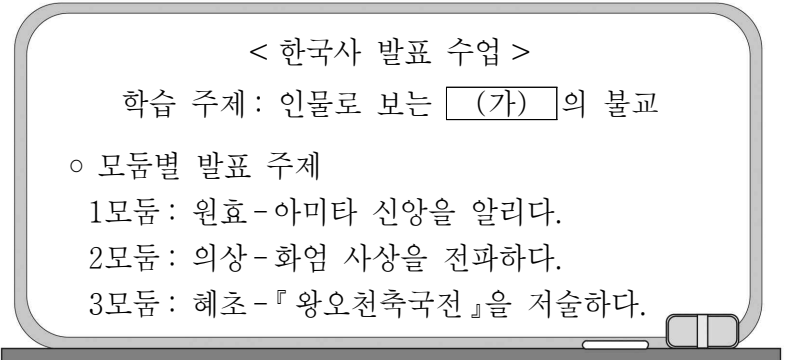 < 한국사 발표 수업 >
학습 주제 : 인물로 보는 (가) 의 불교
○ 모둠별 발표 주제
1모둠 : 원효-아미타 신앙을 알리다.
2모둠 : 의상-화엄 사상을 전파하다.
3모둠 : 혜초-『왕오천축국전』을 저술하다.